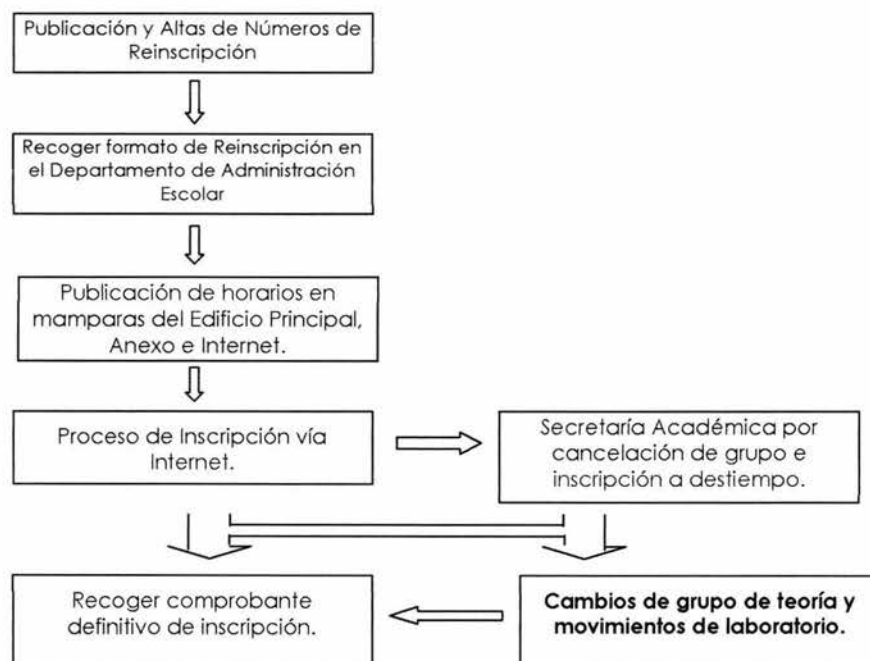 Publicación y Altas de Números de
Reinscripción
Recoger formato de Reinscripción en
el Departamento de Administración
Escolar
Publicación de horarios en
mamparas del Edificio Principal,
Anexo e Internet.
Proceso de Inscripción vía
Internet.
Secretaría Académica por
cancelación de grupo e
inscripción a destiempo.
Recoger comprobante
definitivo de inscripción.
Cambios de grupo de teoría y
movimientos de laboratorio.